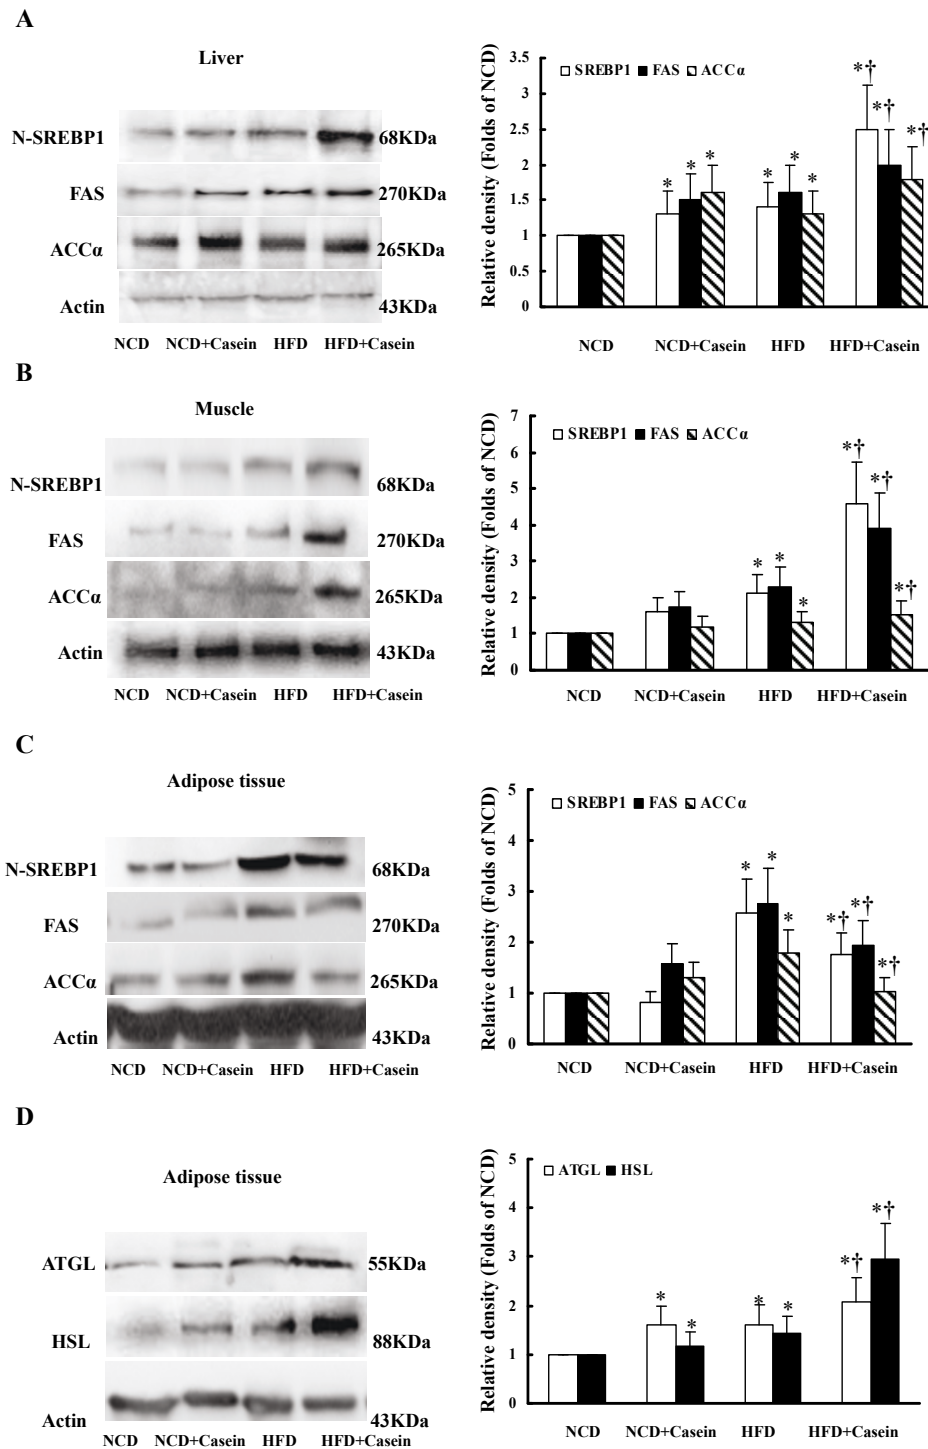 A
Liver
N-SREBP1
68KDa
FAS
270KDa
ACCα
265KDa
Actin
43KDa
NCD NCD+Casein HFD HFD+Casein
Relative density (Folds of NCD)
3.5
3
2.5
2
1.5
1
0.5
0
SREBP1 FAS ACCα
* * *
* * *
*†
*†
*†
NCD NCD+Casein HFD HFD+Casein
B
Muscle
N-SREBP1
68KDa
FAS
270KDa
ACCα
265KDa
Actin
43KDa
NCD NCD+Casein HFD HFD+Casein
Relative density (Folds of NCD)
7
6
5
4
3
2
1
0
SREBP1 FAS ACCα
* * *
*†
*†
*†
NCD NCD+Casein HFD HFD+Casein
C
Adipose tissue
N-SREBP1
68KDa
FAS
270KDa
ACCα
265KDa
Actin
43KDa
NCD NCD+Casein HFD HFD+Casein
Relative density (Folds of NCD)
5
4
3
2
1
0
SREBP1 FAS ACCα
* * *
*†
*†
*†
NCD NCD+Casein HFD HFD+Casein
D
Adipose tissue
ATGL
55KDa
HSL
88KDa
Actin
43KDa
NCD NCD+Casein HFD HFD+Casein
Relative density (Folds of NCD)
5
4
3
2
1
0
ATGL HSL
* *
* *
*†
*†
NCD NCD+Casein HFD HFD+Casein